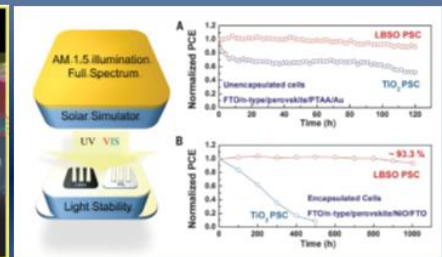 AM 1.5 illumination
Full Spectrum
Solar Simulator
UV VIS
Light Stability
A
Normalized PCE
1.2
1.0
0.8
0.6
0.4
0.2
0.0
LBSO PSC
TiO₂ PSC
Unencapsulated cells
FTO/n-type/perovskite/PTAA/Au
0 20 40 60 80 100 120
Time (h)
B
Normalized PCE
1.2
1.0
0.8
0.6
0.4
0.2
0.0
~ 93.3 %
LBSO PSC
TiO₂ PSC
Encapsulated Cells
FTO/n-type/perovskite/NiO/FTO
0 200 400 600 800 1000
Time (h)